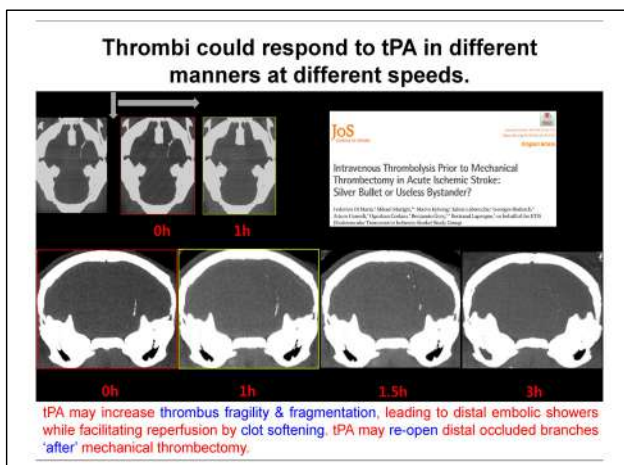 Thrombi could respond to tPA in different
manners at different speeds.
JoS
Original Article
Intravenous Thrombolysis Prior to Mechanical
Thrombectomy in Acute Ischemic Stroke:
Silver Bullet or Useless Bystander?
0h
1h
0h
1h
1.5h
3h
tPA may increase thrombus fragility & fragmentation, leading to distal embolic showers
while facilitating reperfusion by clot softening. tPA may re-open distal occluded branches
‘after’ mechanical thrombectomy.